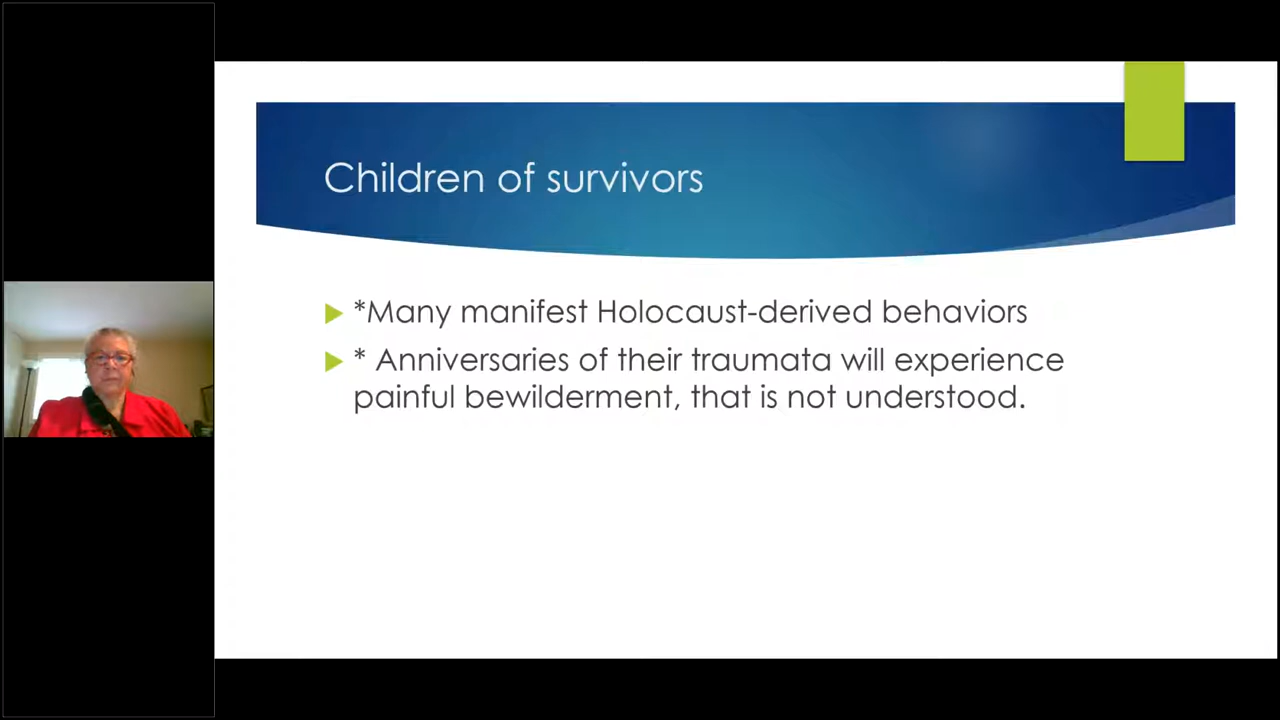 Children of survivors
*Many manifest Holocaust-derived behaviors
* Anniversaries of their traumata will experience
painful bewilderment, that is not understood.